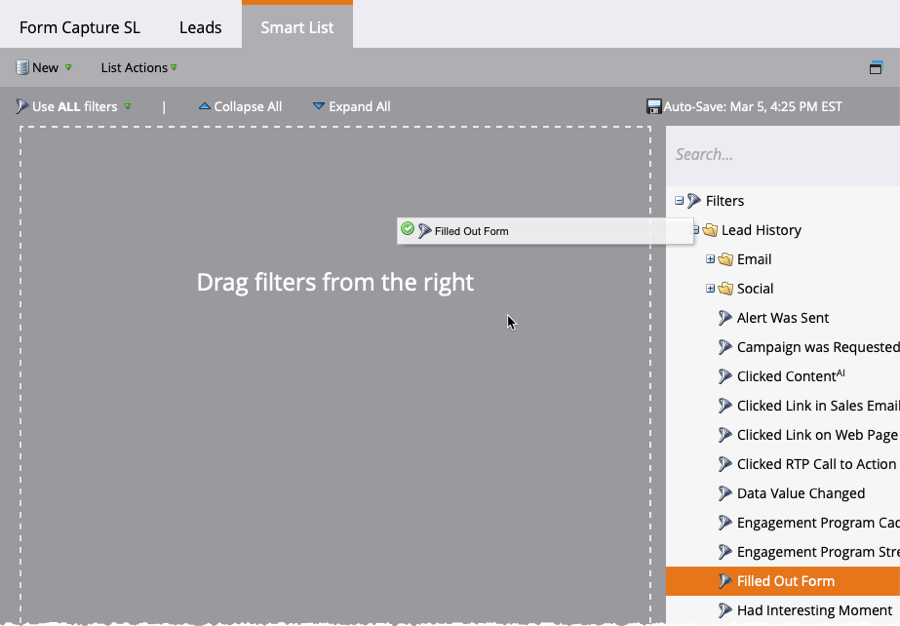 Form Capture SL Leads Smart List
New List Actions
Use ALL filters | Collapse All Expand All Auto-Save: Mar 5, 4:25 PM EST
Search...
Filters
Filled Out Form
Lead History
Email
Drag filters from the right
Social
Alert Was Sent
Campaign was Requested
Clicked Content^AI
Clicked Link in Sales Email
Clicked Link on Web Page
Clicked RTP Call to Action
Data Value Changed
Engagement Program Cad
Engagement Program Stre
Filled Out Form
Had Interesting Moment